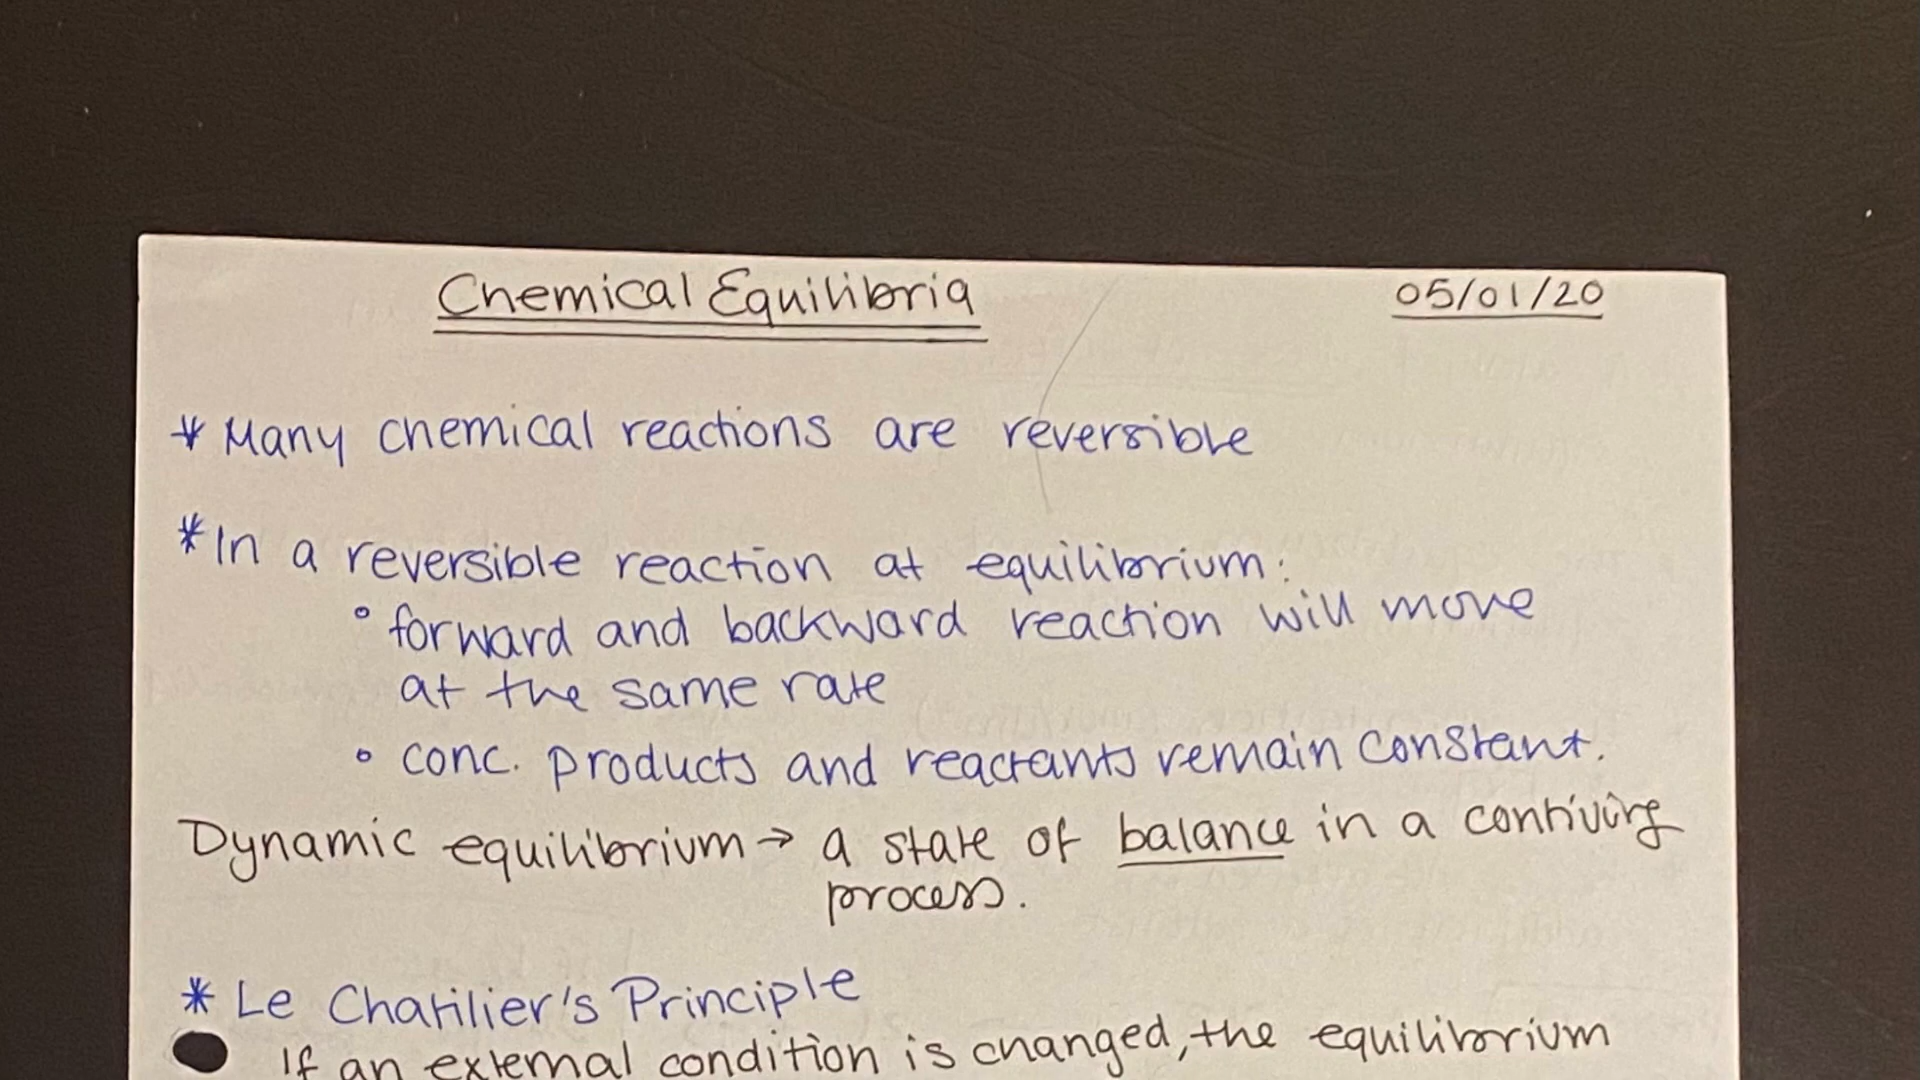 Chemical Equilibria 05/01/20
* Many chemical reactions are reversible
* In a reversible reaction at equilibrium:
° forward and backward reaction will move
at the same rate
° conc. products and reactants remain constant.
Dynamic equilibrium → a state of balance in a
process.
* Le Chatilier's Principle
If an external condition is changed, the equilibrium